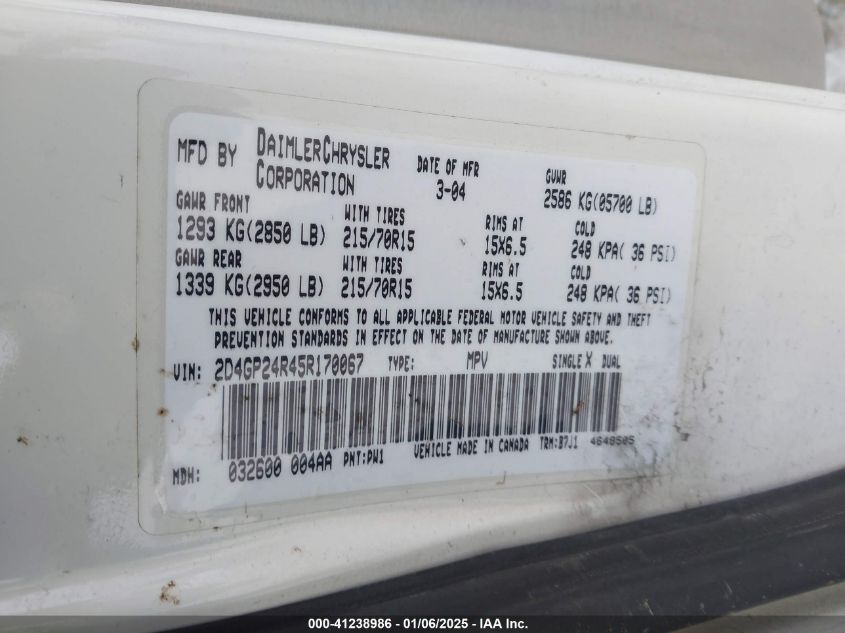 MFD BY DAIMLERCHRYSLER CORPORATION DATE OF MFR 3-04 GVWR 2586 KG(05700 LB)
GAWR FRONT WITH TIRES RIMS AT COLD
1293 KG(2850 LB) 215/70R15 15X6.5 248 KPA( 36 PSI)
GAWR REAR WITH TIRES RIMS AT COLD
1339 KG(2950 LB) 215/70R15 15X6.5 248 KPA( 36 PSI)
THIS VEHICLE CONFORMS TO ALL APPLICABLE FEDERAL MOTOR VEHICLE SAFETY AND THEFT
PREVENTION STANDARDS IN EFFECT ON THE DATE OF MANUFACTURE SHOWN ABOVE.
VIN: 2D4GP24R45R170067 TYPE: MPV SINGLE X DUAL
MDH: 032600 004AA PNT:PW1 VEHICLE MADE IN CANADA TRM:B7J1 4648505
000-41238986 - 01/06/2025 - © IAA Inc.